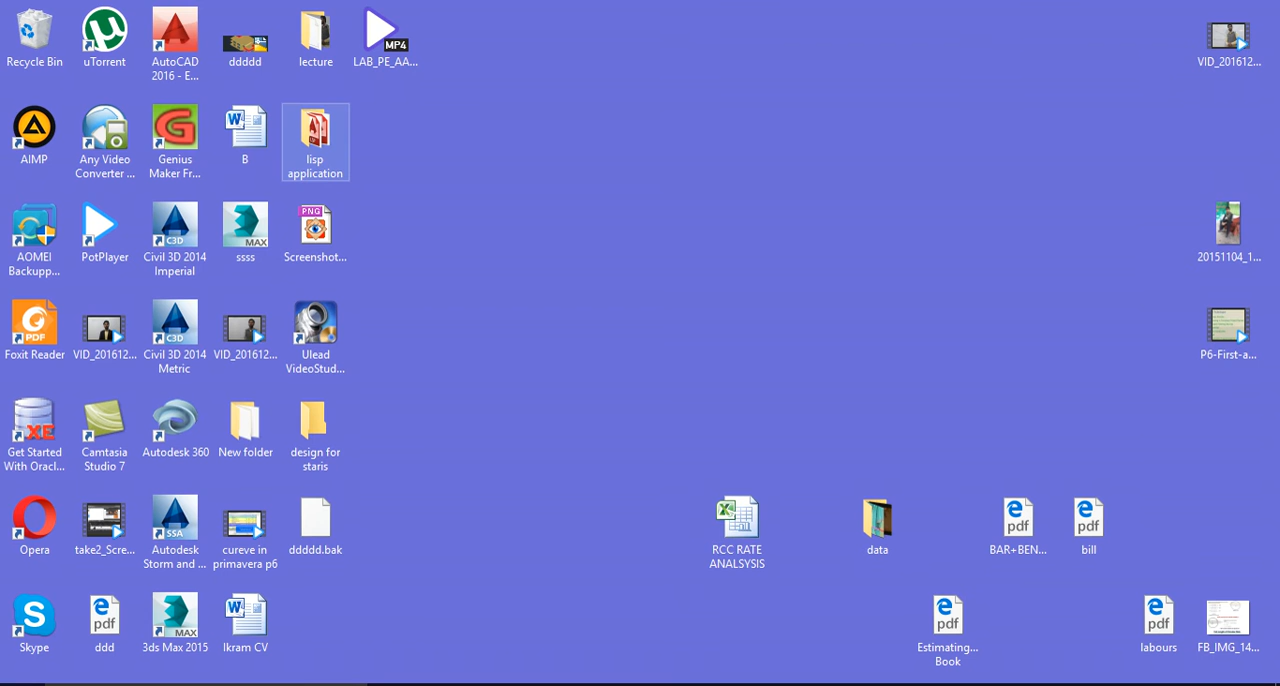 Recycle Bin
uTorrent
AutoCAD
2016 - E...
ddddd
lecture
MP4
LAB_PE_AA...
VID_201612...
AIMP
Any Video
Converter ...
Genius
Maker Fr...
B
lisp
application
AOMEI
Backupp...
PotPlayer
C3D
Civil 3D 2014
Imperial
MAX
ssss
PNG
Screenshot...
20151104_1...
PDF
Foxit Reader
VID_201612...
C3D
Civil 3D 2014
Metric
VID_201612...
Ulead
VideoStud...
P6-First-a...
XE
Get Started
With Oracl...
Camtasia
Studio 7
Autodesk 360
New folder
design for
staris
Opera
take2_Scre...
SSA
Autodesk
Storm and ...
cureve in
primavera p6
ddddd.bak
RCC RATE
ANALSYSIS
data
pdf
BAR+BEN...
pdf
bill
Skype
pdf
ddd
MAX
3ds Max 2015
Ikram CV
pdf
Estimating...
Book
pdf
labours
FB_IMG_14...